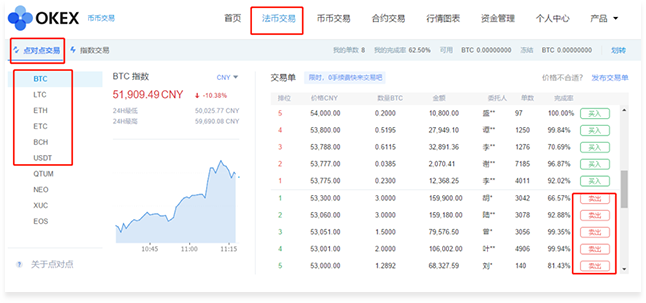 OKEX 币币交易 首页 法币交易 币币交易 合约交易 行情图表 资金管理 个人中心 产品
点对点交易 指数交易 我的单数 8 我的完成率 62.50% 可用 BTC 0.00000000 冻结 BTC 0.00000000 划转
BTC
LTC
ETH
ETC
BCH
USDT
QTUM
NEO
XUC
EOS
关于点对点
BTC 指数 CNY
51,909.49 CNY -10.38%
24H最低 50,025.77 CNY
24H最高 59,690.08 CNY
10:45 11:00 11:15
交易单 限时,0手续费快来交易吧 价格不合适? 发布交易单
排位 价格CNY 数量BTC 金额 委托人 单数 完成率
5 54,000.00 0.2000 10,800.00 盛** 97 100.00% 买入
4 53,800.00 0.5195 27,949.10 谭** 1250 99.84% 买入
3 53,788.00 0.6115 32,891.36 李** 1276 70.69% 买入
2 53,777.00 0.0385 2,070.41 谢** 7185 96.87% 买入
1 53,775.00 0.2300 12,368.25 李** 4011 92.02% 买入
1 53,300.00 3.0000 159,900.00 胡* 3042 66.57% 卖出
2 53,060.00 3.0000 159,180.00 陆** 3078 92.88% 卖出
3 53,051.00 1.5000 79,576.50 曾* 3056 99.35% 卖出
4 53,001.00 2.0000 106,002.00 叶** 4906 99.94% 卖出
5 53,000.00 1.2892 68,327.59 刘* 140 81.43% 卖出